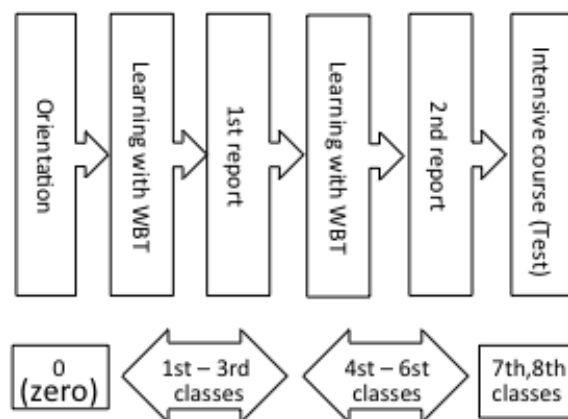 Orientation
Learning with WBT
1st report
Learning with WBT
2nd report
Intensive course (Test)
0
(zero)
1st – 3rd
classes
4st – 6st
classes
7th,8th
classes